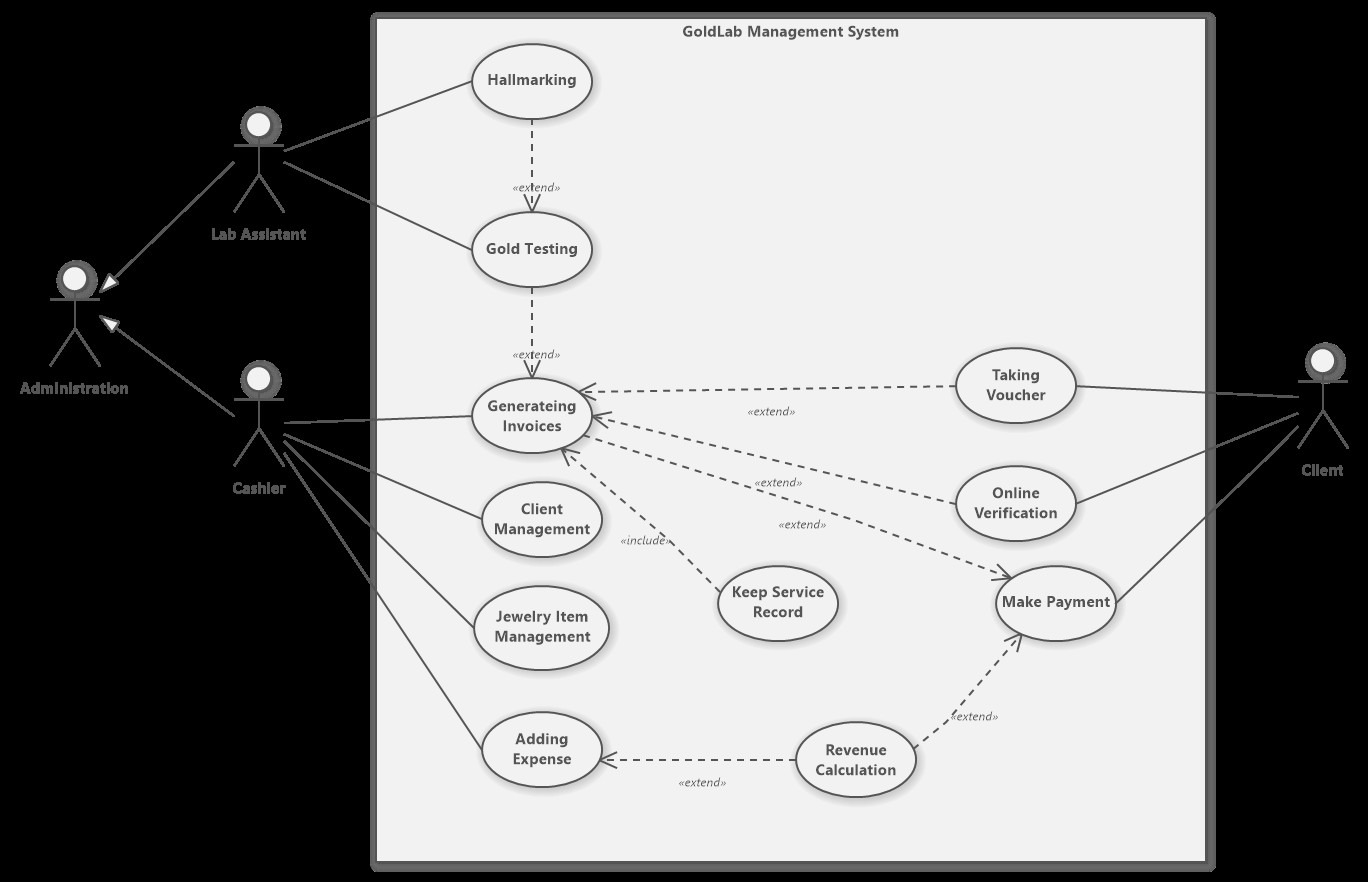 GoldLab Management System
Hallmarking
«extend»
Lab Assistant
Gold Testing
Administration
«extend»
Generateing
Invoices
Taking
Voucher
«extend»
Client
Cashier
«extend»
Online
Verification
Client
Management
«extend»
«include»
Keep Service
Record
Make Payment
Jewelry Item
Management
«extend»
Adding
Expense
Revenue
Calculation
«extend»